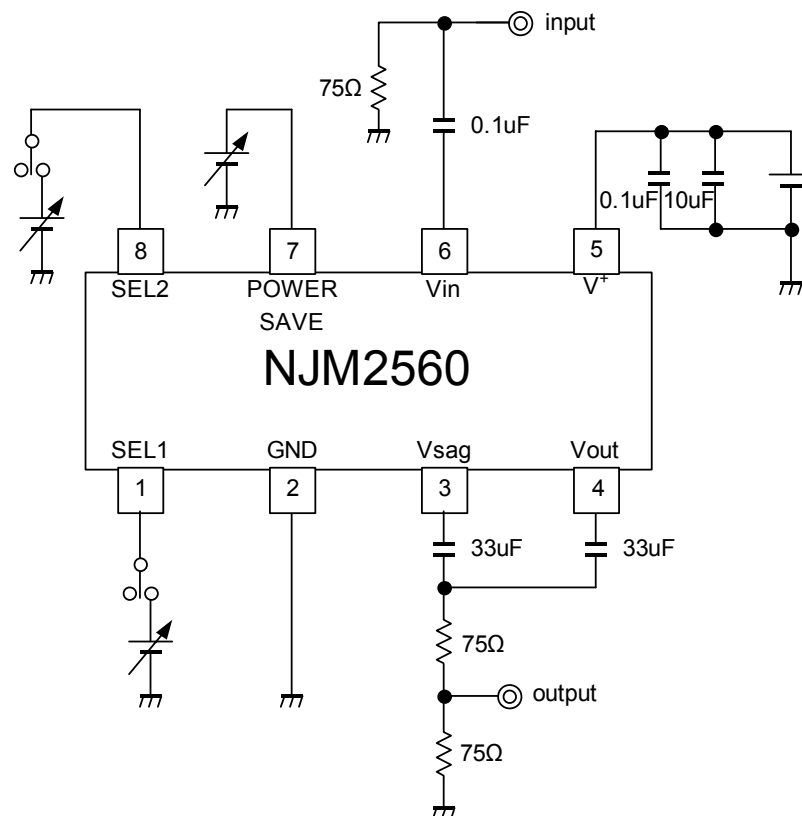 input
75Ω
0.1uF
0.1uF 10uF
8
7
6
5
SEL2
POWER
SAVE
Vin
V+
NJM2560
SEL1
GND
Vsag
Vout
1
2
3
4
33uF
33uF
75Ω
output
75Ω